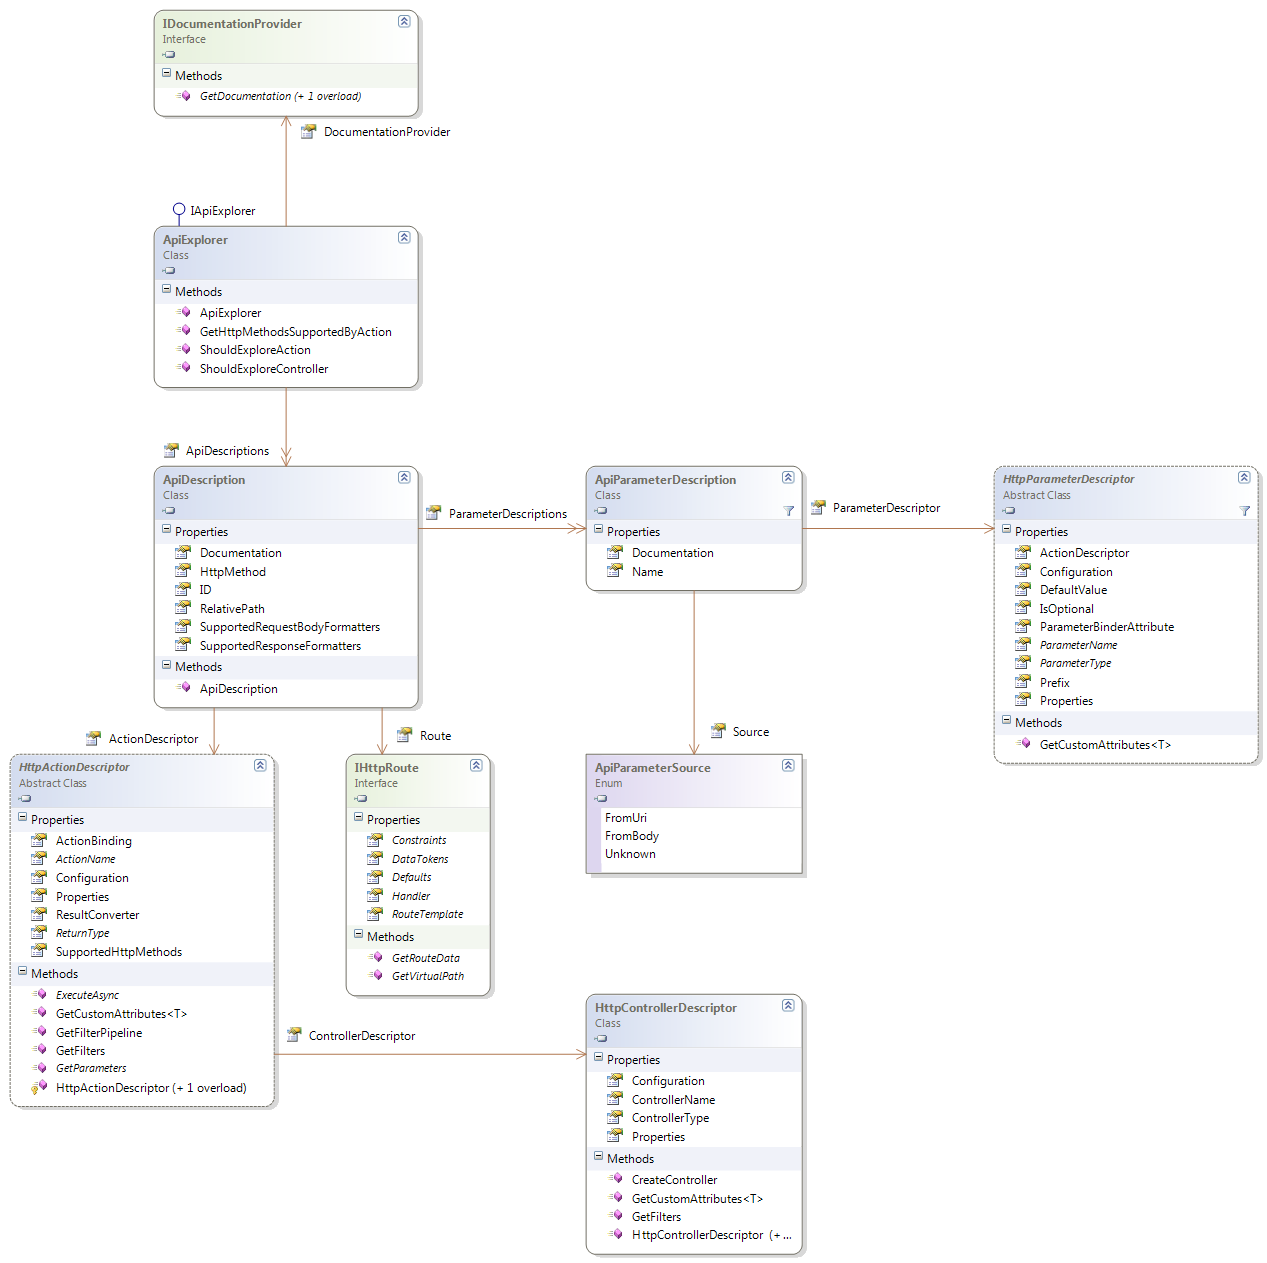 IDocumentationProvider
Interface
Methods
GetDocumentation (+ 1 overload)
DocumentationProvider
IApiExplorer
ApiExplorer
Class
Methods
ApiExplorer
GetHttpMethodsSupportedByAction
ShouldExploreAction
ShouldExploreController
ApiDescriptions
ApiDescription
Class
Properties
Documentation
HttpMethod
ID
RelativePath
SupportedRequestBodyFormatters
SupportedResponseFormatters
Methods
ApiDescription
ParameterDescriptions
ApiParameterDescription
Class
Properties
Documentation
Name
ParameterDescriptor
HttpParameterDescriptor
Abstract Class
Properties
ActionDescriptor
Configuration
DefaultValue
IsOptional
ParameterBinderAttribute
ParameterName
ParameterType
Prefix
Properties
Methods
GetCustomAttributes<T>
ActionDescriptor
Route
Source
HttpActionDescriptor
Abstract Class
Properties
ActionBinding
ActionName
Configuration
Properties
ResultConverter
ReturnType
SupportedHttpMethods
Methods
ExecuteAsync
GetCustomAttributes<T>
GetFilterPipeline
GetFilters
GetParameters
HttpActionDescriptor (+ 1 overload)
IHttpRoute
Interface
Properties
Constraints
DataTokens
Defaults
Handler
RouteTemplate
Methods
GetRouteData
GetVirtualPath
ApiParameterSource
Enum
FromUri
FromBody
Unknown
ControllerDescriptor
HttpControllerDescriptor
Class
Properties
Configuration
ControllerName
ControllerType
Properties
Methods
CreateController
GetCustomAttributes<T>
GetFilters
HttpControllerDescriptor (+ ...